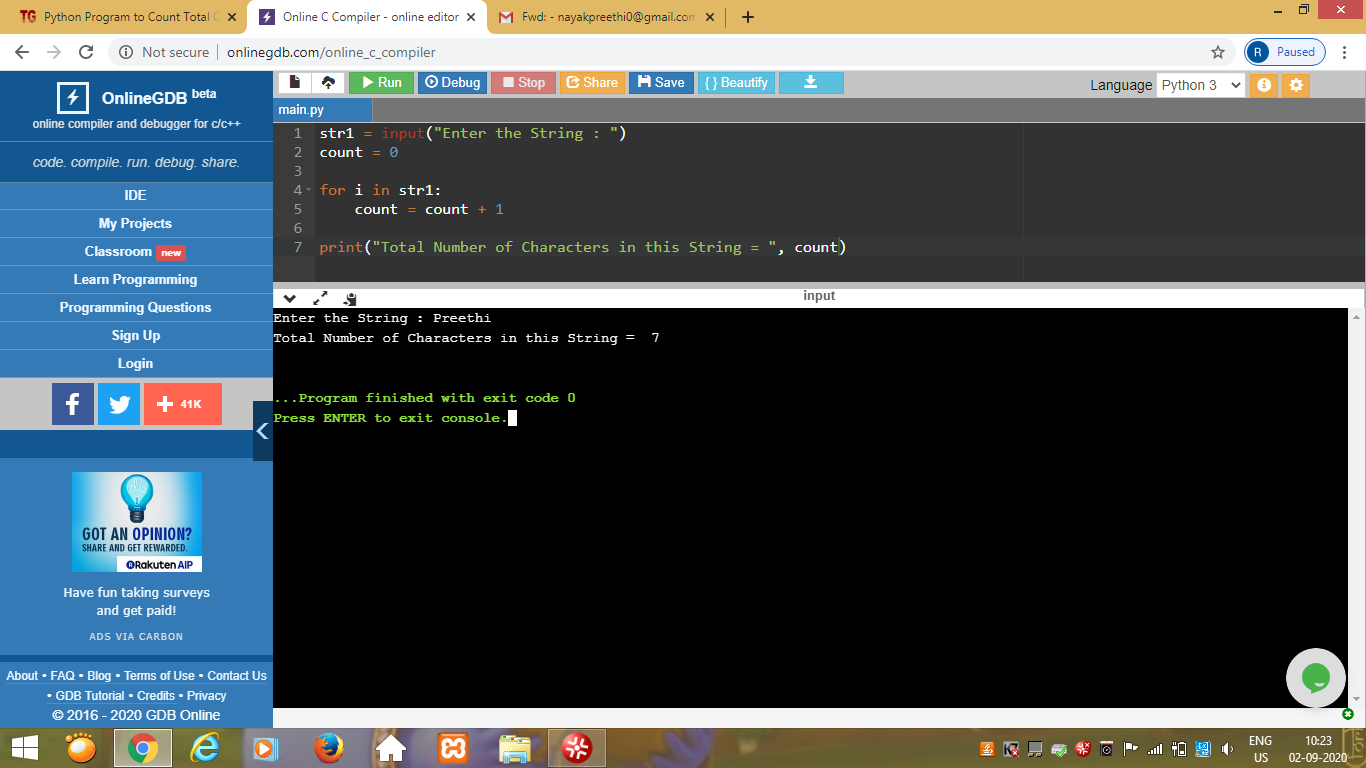 Python Program to Count Total C
Online C Compiler - online editor
Fwd: - nayakpreethi0@gmail.com
Not secure
onlinegdb.com/online_c_compiler
R Paused
OnlineGDB beta
online compiler and debugger for c/c++
code. compile. run. debug. share.
IDE
My Projects
Classroom new
Learn Programming
Programming Questions
Sign Up
Login
41K
GOT AN OPINION?
SHARE AND GET REWARDED.
Rakuten AIP
Have fun taking surveys
and get paid!
ADS VIA CARBON
About • FAQ • Blog • Terms of Use • Contact Us
• GDB Tutorial • Credits • Privacy
© 2016 - 2020 GDB Online
Run Debug Stop Share Save { } Beautify
Language Python 3
main.py
1 str1 = input("Enter the String : ")
2 count = 0
3
4 for i in str1:
5     count = count + 1
6
7 print("Total Number of Characters in this String = ", count)
input
Enter the String : Preethi
Total Number of Characters in this String =  7
...Program finished with exit code 0
Press ENTER to exit console.
ENG
US
10:23
02-09-2020